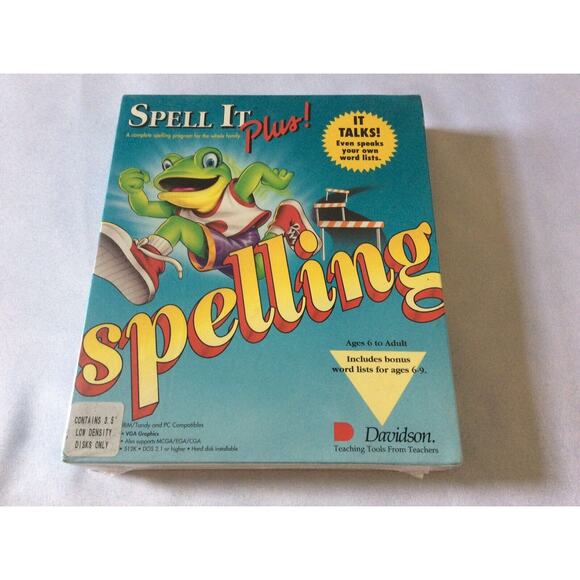 SPELL IT
Plus!
A complete spelling program for the whole family
IT
TALKS!
Even speaks
your own
word lists.
spelling
Ages 6 to Adult
Includes bonus
word lists for ages 6-9.
CONTAINS 3.5"
LOW DENSITY
DISKS ONLY
IBM/Tandy and PC Compatibles
• VGA Graphics
• Also supports MCGA/EGA/CGA
• 512K • DOS 2.1 or higher • Hard disk installable
Davidson.
Teaching Tools From Teachers